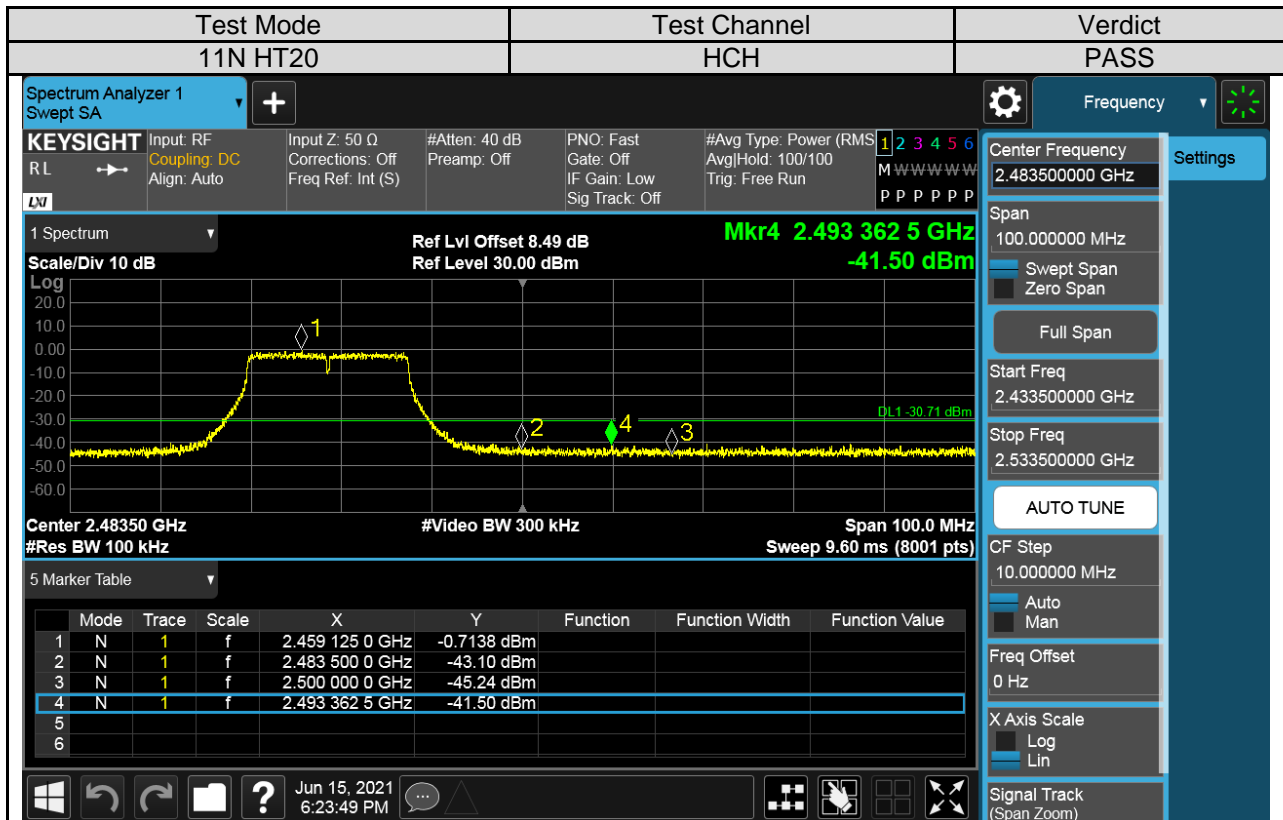 Test Mode Test Channel Verdict
11N HT20 HCH PASS
Spectrum Analyzer 1
Swept SA
Frequency
KEYSIGHT
RL
LXI
Input: RF
Coupling: DC
Align: Auto
Input Z: 50 Ω
Corrections: Off
Freq Ref: Int (S)
#Atten: 40 dB
Preamp: Off
PNO: Fast
Gate: Off
IF Gain: Low
Sig Track: Off
#Avg Type: Power (RMS
Avg|Hold: 100/100
Trig: Free Run
1 2 3 4 5 6
M W W W W W
P P P P P P
1 Spectrum
Scale/Div 10 dB
Ref Lvl Offset 8.49 dB
Ref Level 30.00 dBm
Mkr4 2.493 362 5 GHz
-41.50 dBm
Log
20.0
10.0
0.00
-10.0
-20.0
-30.0
-40.0
-50.0
-60.0
1
2
4
3
DL1 -30.71 dBm
Center 2.48350 GHz #Video BW 300 kHz Span 100.0 MHz
#Res BW 100 kHz Sweep 9.60 ms (8001 pts)
5 Marker Table
Mode Trace Scale X Y Function Function Width Function Value
1 N 1 f 2.459 125 0 GHz -0.7138 dBm
2 N 1 f 2.483 500 0 GHz -43.10 dBm
3 N 1 f 2.500 000 0 GHz -45.24 dBm
4 N 1 f 2.493 362 5 GHz -41.50 dBm
5
6
Jun 15, 2021
6:23:49 PM
Center Frequency
2.483500000 GHz
Settings
Span
100.000000 MHz
Swept Span
Zero Span
Full Span
Start Freq
2.433500000 GHz
Stop Freq
2.533500000 GHz
AUTO TUNE
CF Step
10.000000 MHz
Auto
Man
Freq Offset
0 Hz
X Axis Scale
Log
Lin
Signal Track
(Span Zoom)